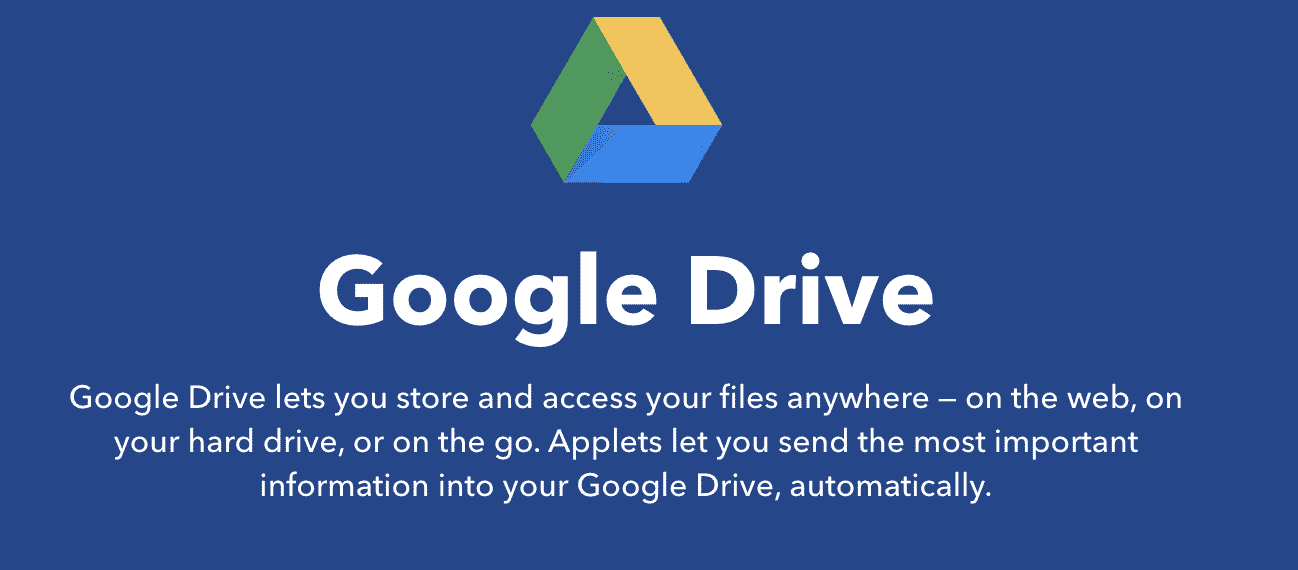 Google Drive
Google Drive lets you store and access your files anywhere — on the web, on
your hard drive, or on the go. Applets let you send the most important
information into your Google Drive, automatically.